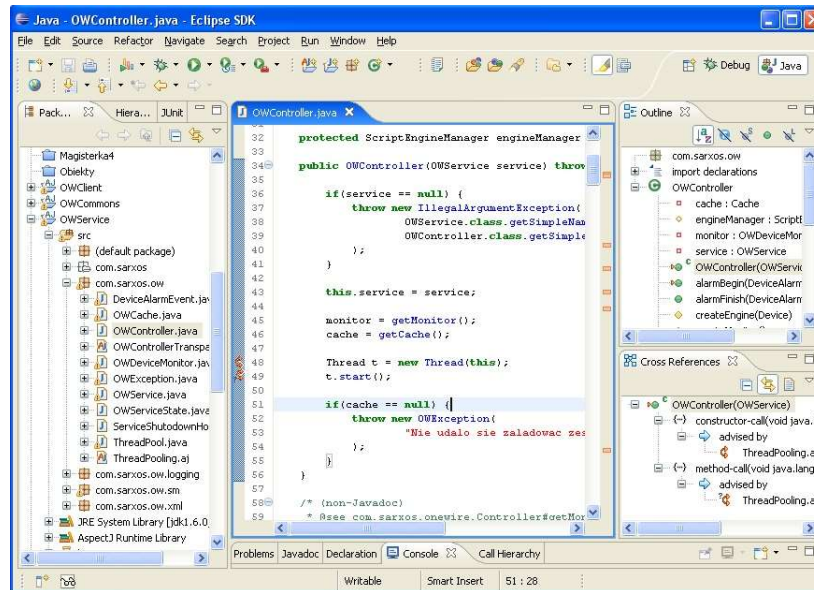 Java - OWController.java - Eclipse SDK
File Edit Source Refactor Navigate Search Project Run Window Help
Debug Java
Pack... Hiera... JUnit
Magisterka4
Obiekty
OWClient
OWCommons
OWService
src
(default package)
com.sarxos
com.sarxos.ow
DeviceAlarmEvent.jav
OWCache.java
OWController.java
OWControllerTranspa
OWDeviceMonitor.jav
OWException.java
OWService.java
OWServiceState.java
ServiceShutodownHo
ThreadPool.java
ThreadPooling.aj
com.sarxos.ow.logging
com.sarxos.ow.sm
com.sarxos.ow.xml
JRE System Library [jdk1.6.0
AspectJ Runtime Library
OWController.java
32 protected ScriptEngineManager engineManager
33
34 public OWController(OWService service) throw
35
36 if(service == null) {
37 throw new IllegalArgumentException(
38 OWService.class.getSimpleNam
39 OWController.class.getSimple
40 );
41 }
42
43 this.service = service;
44
45 monitor = getMonitor();
46 cache = getCache();
47
48 Thread t = new Thread(this);
49 t.start();
50
51 if(cache == null) {
52 throw new OWException(
53 "Nie udalo sie zaladowac zes
54 );
55 }
56 }
57
58 /* (non-Javadoc)
59 * @see com.sarxos.onewire.Controller#getMon
Outline
com.sarxos.ow
import declarations
OWController
cache : Cache
engineManager : ScriptE
monitor : OWDeviceMor
service : OWService
OWController(OWServic
alarmBegin(DeviceAlarm
alarmFinish(DeviceAlarm
createEngine(Device)
Cross References
OWController(OWService)
constructor-call(void java.
advised by
ThreadPooling.a
method-call(void java.lang
advised by
ThreadPooling.a
Problems Javadoc Declaration Console Call Hierarchy
Writable Smart Insert 51 : 28